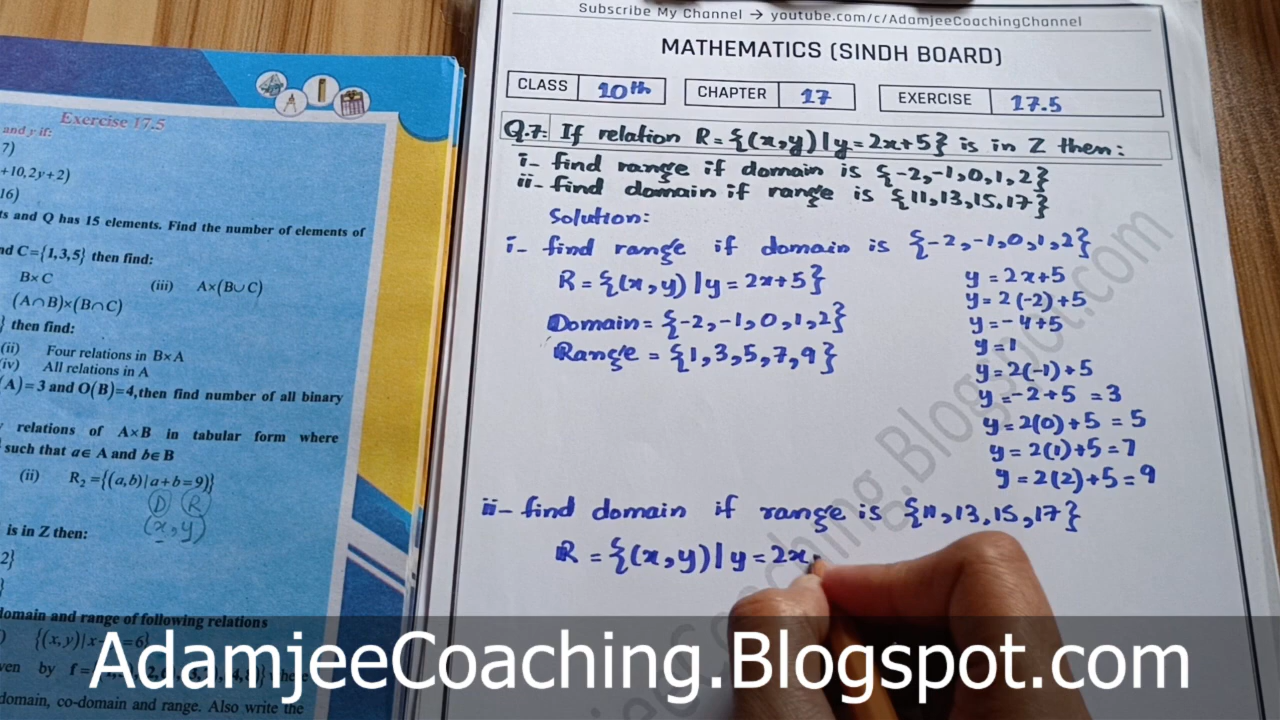 Exercise 17.5
and y if:
7)
+10,2y+2)
16)
ts and Q has 15 elements. Find the number of elements of
nd C={1,3,5} then find:
B×C
(iii) A×(B∪C)
(A∩B)×(B∩C)
} then find:
(ii) Four relations in B×A
(iv) All relations in A
(A)=3 and O(B)=4,then find number of all binary
relations of A×B in tabular form where
such that a∈A and b∈B
(ii) R₂={(a,b)|a+b=9)}
D R
(x,y)
is in Z then:
2}
}
domain and range of following relations
{(x,y)|x
=6}
en by f=
domain, co-domain and range. Also write the
Subscribe My Channel → youtube.com/c/AdamjeeCoachingChannel
MATHEMATICS (SINDH BOARD)
CLASS 10th CHAPTER 17 EXERCISE 17.5
Q.7: If relation R={(x,y)|y=2x+5} is in Z then:
i- find range if domain is {-2,-1,0,1,2}
ii- find domain if range is {11,13,15,17}
Solution:
i- find range if domain is {-2,-1,0,1,2}
R={(x,y)|y=2x+5}
Domain={-2,-1,0,1,2}
Range={1,3,5,7,9}
y=2x+5
y=2(-2)+5
y=-4+5
y=1
y=2(-1)+5
y=-2+5 =3
y=2(0)+5=5
y=2(1)+5=7
y=2(2)+5=9
ii- find domain if range is {11,13,15,17}
R={(x,y)|y=2x
AdamjeeCoaching.Blogspot.com
AdamjeeCoaching.Blogspot.com